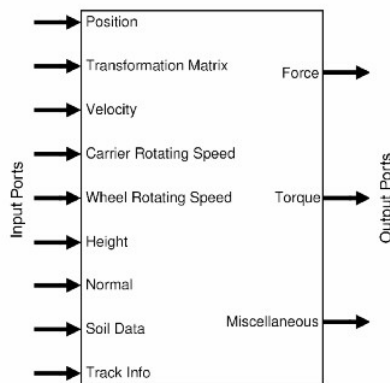 Input Ports
Position
Transformation Matrix
Velocity
Carrier Rotating Speed
Wheel Rotating Speed
Height
Normal
Soil Data
Track Info
Force
Torque
Miscellaneous
Output Ports